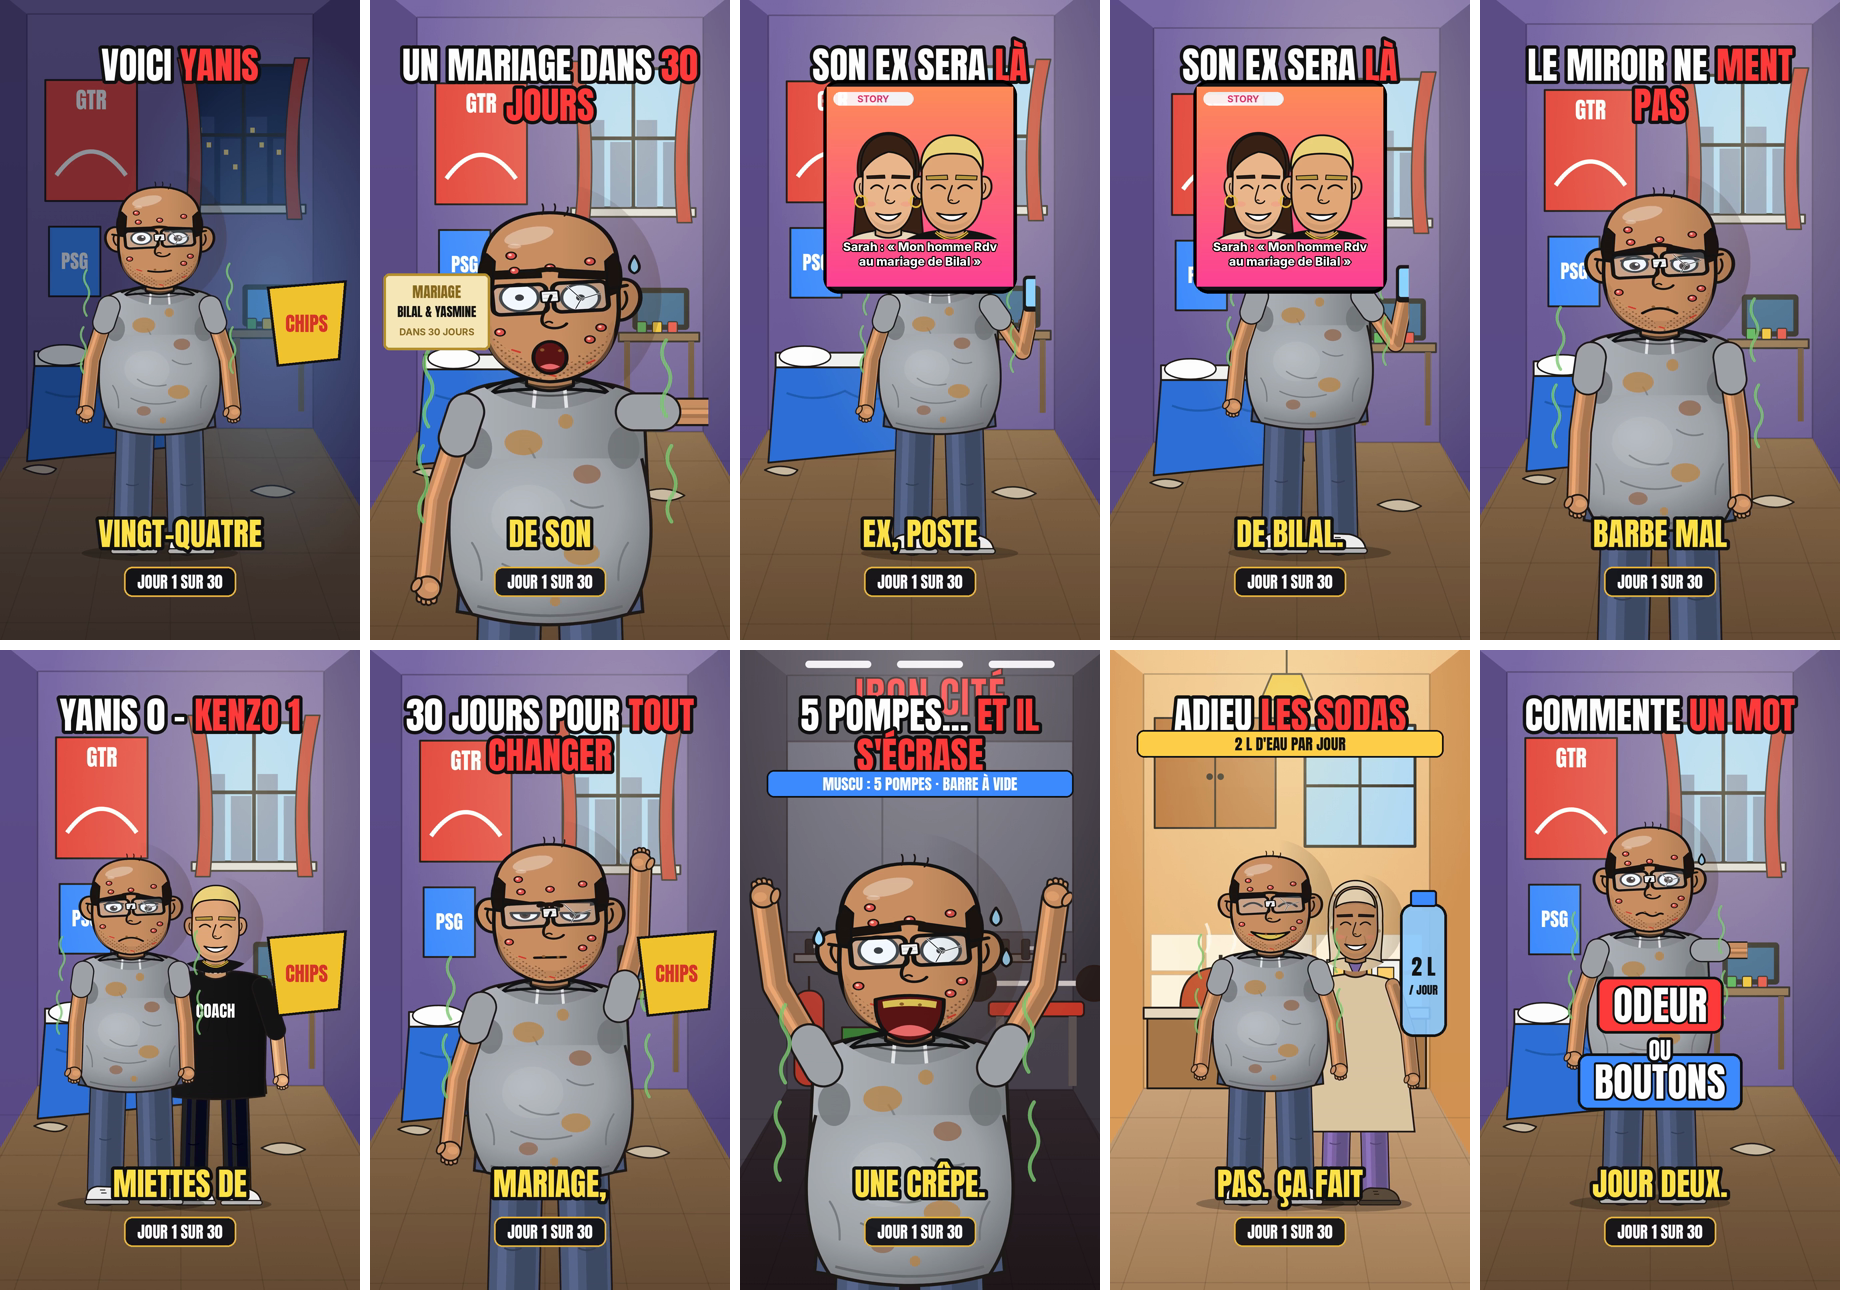 VOICI YANIS
GTR
PSG
CHIPS
VINGT-QUATRE
JOUR 1 SUR 30
UN MARIAGE DANS 30
JOURS
GTR
PSG
MARIAGE
BILAL & YASMINE
DANS 30 JOURS
DE SON
JOUR 1 SUR 30
SON EX SERA LÀ
STORY
Sarah : « Mon homme Rdv
au mariage de Bilal »
EX, POSTE
JOUR 1 SUR 30
SON EX SERA LÀ
STORY
Sarah : « Mon homme Rdv
au mariage de Bilal »
DE BILAL.
JOUR 1 SUR 30
LE MIROIR NE MENT
PAS
GTR
PSG
BARBE MAL
JOUR 1 SUR 30
YANIS 0 - KENZO 1
GTR
COACH
CHIPS
MIETTES DE
JOUR 1 SUR 30
30 JOURS POUR TOUT
CHANGER
GTR
PSG
CHIPS
MARIAGE,
JOUR 1 SUR 30
IRON CITÉ
5 POMPES... ET IL
S'ÉCRASE
MUSCU : 5 POMPES · BARRE À VIDE
UNE CRÊPE.
JOUR 1 SUR 30
ADIEU LES SODAS
2 L D'EAU PAR JOUR
2 L
/ JOUR
PAS. ÇA FAIT
JOUR 1 SUR 30
COMMENTE UN MOT
GTR
PSG
ODEUR
OU
BOUTONS
JOUR DEUX.
JOUR 1 SUR 30